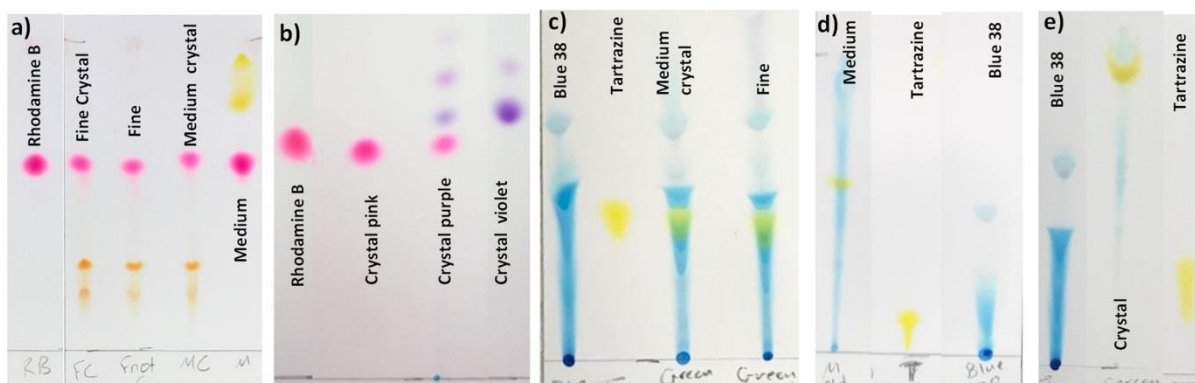 a)
Rhodamine B
Fine Crystal
Fine
Medium crystal
Medium
RB
FC
MC
M
b)
Rhodamine B
Crystal pink
Crystal purple
Crystal violet
c)
Blue 38
Tartrazine
Medium
crystal
Fine
Green
Green
d)
Medium
Tartrazine
Blue 38
M
T
Blue
e)
Blue 38
Crystal
Tartrazine